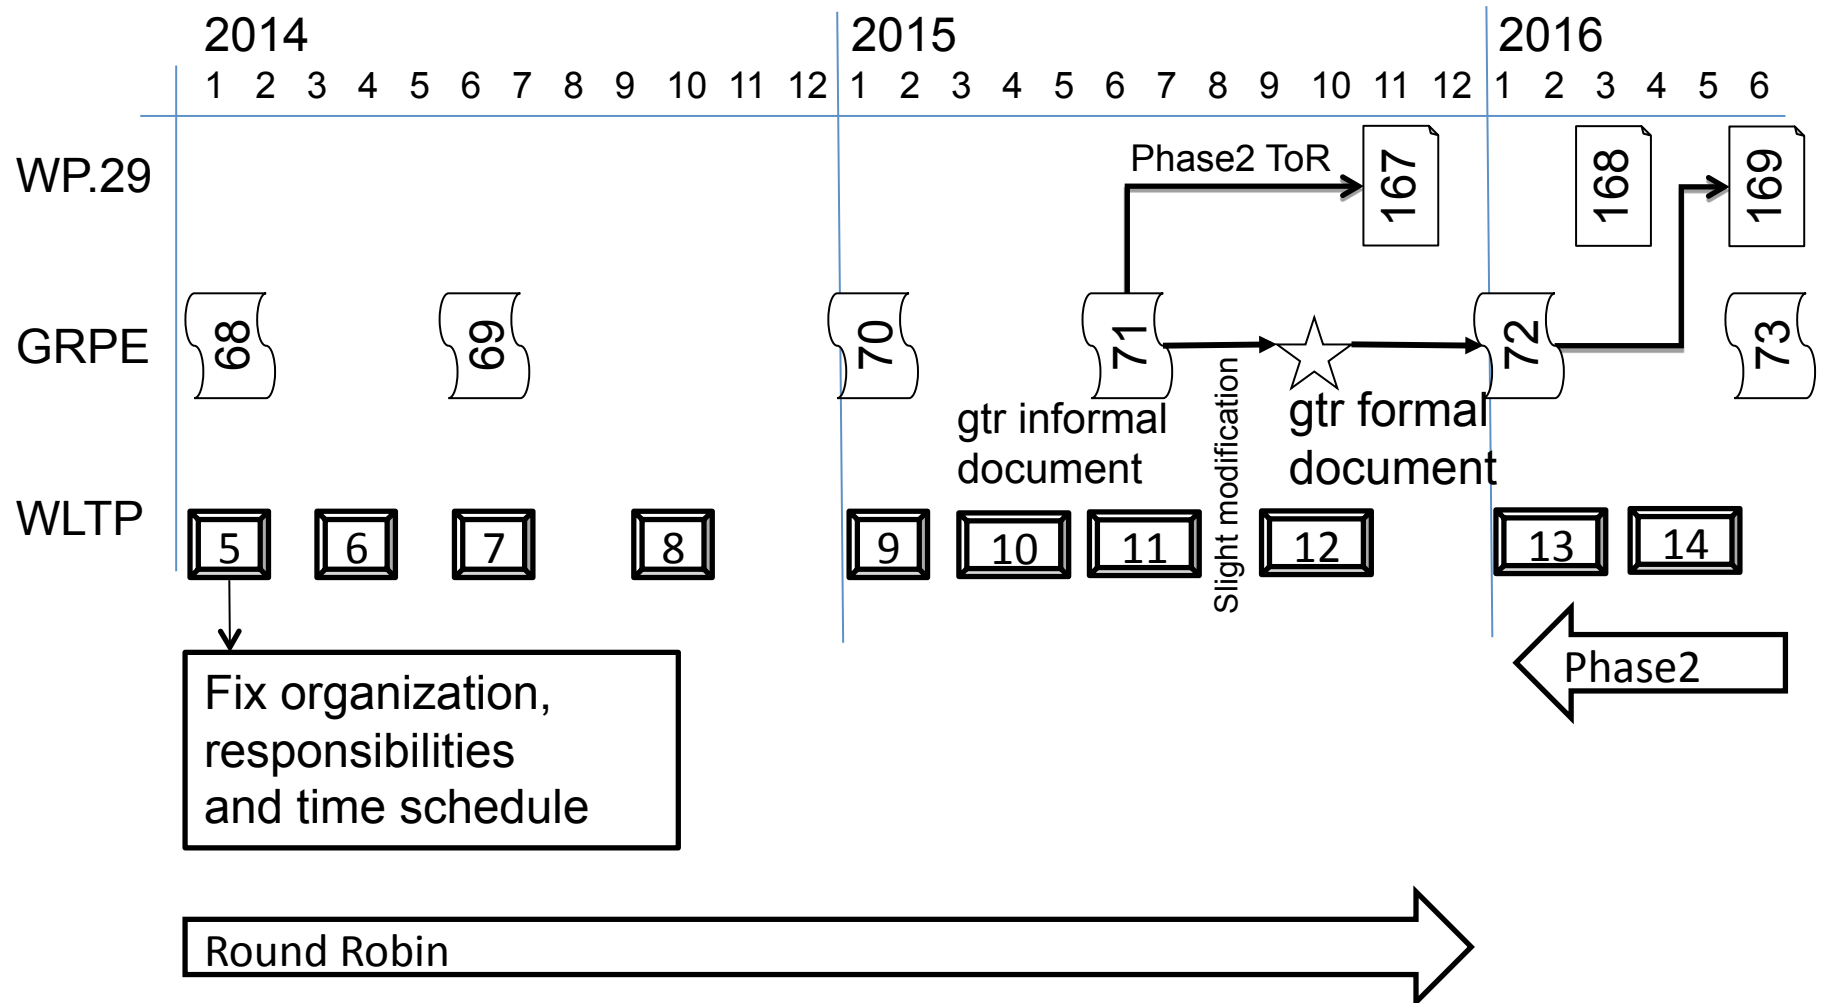 2014 2015 2016
1 2 3 4 5 6 7 8 9 10 11 12 1 2 3 4 5 6 7 8 9 10 11 12 1 2 3 4 5 6
WP.29
Phase2 ToR
167
168
169
GRPE
68
69
70
71
72
73
gtr informal
document
Slight modification
gtr formal
document
WLTP
5 6 7 8 9 10 11 12 13 14
Fix organization,
responsibilities
and time schedule
Phase2
Round Robin